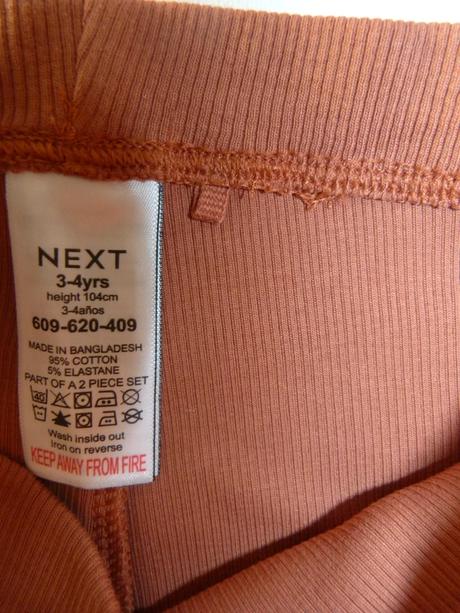 NEXT
3-4yrs
height 104cm
3-4años
609-620-409
MADE IN BANGLADESH
95% COTTON
5% ELASTANE
PART OF A 2 PIECE SET
40
Wash inside out
Iron on reverse
KEEP AWAY FROM FIRE